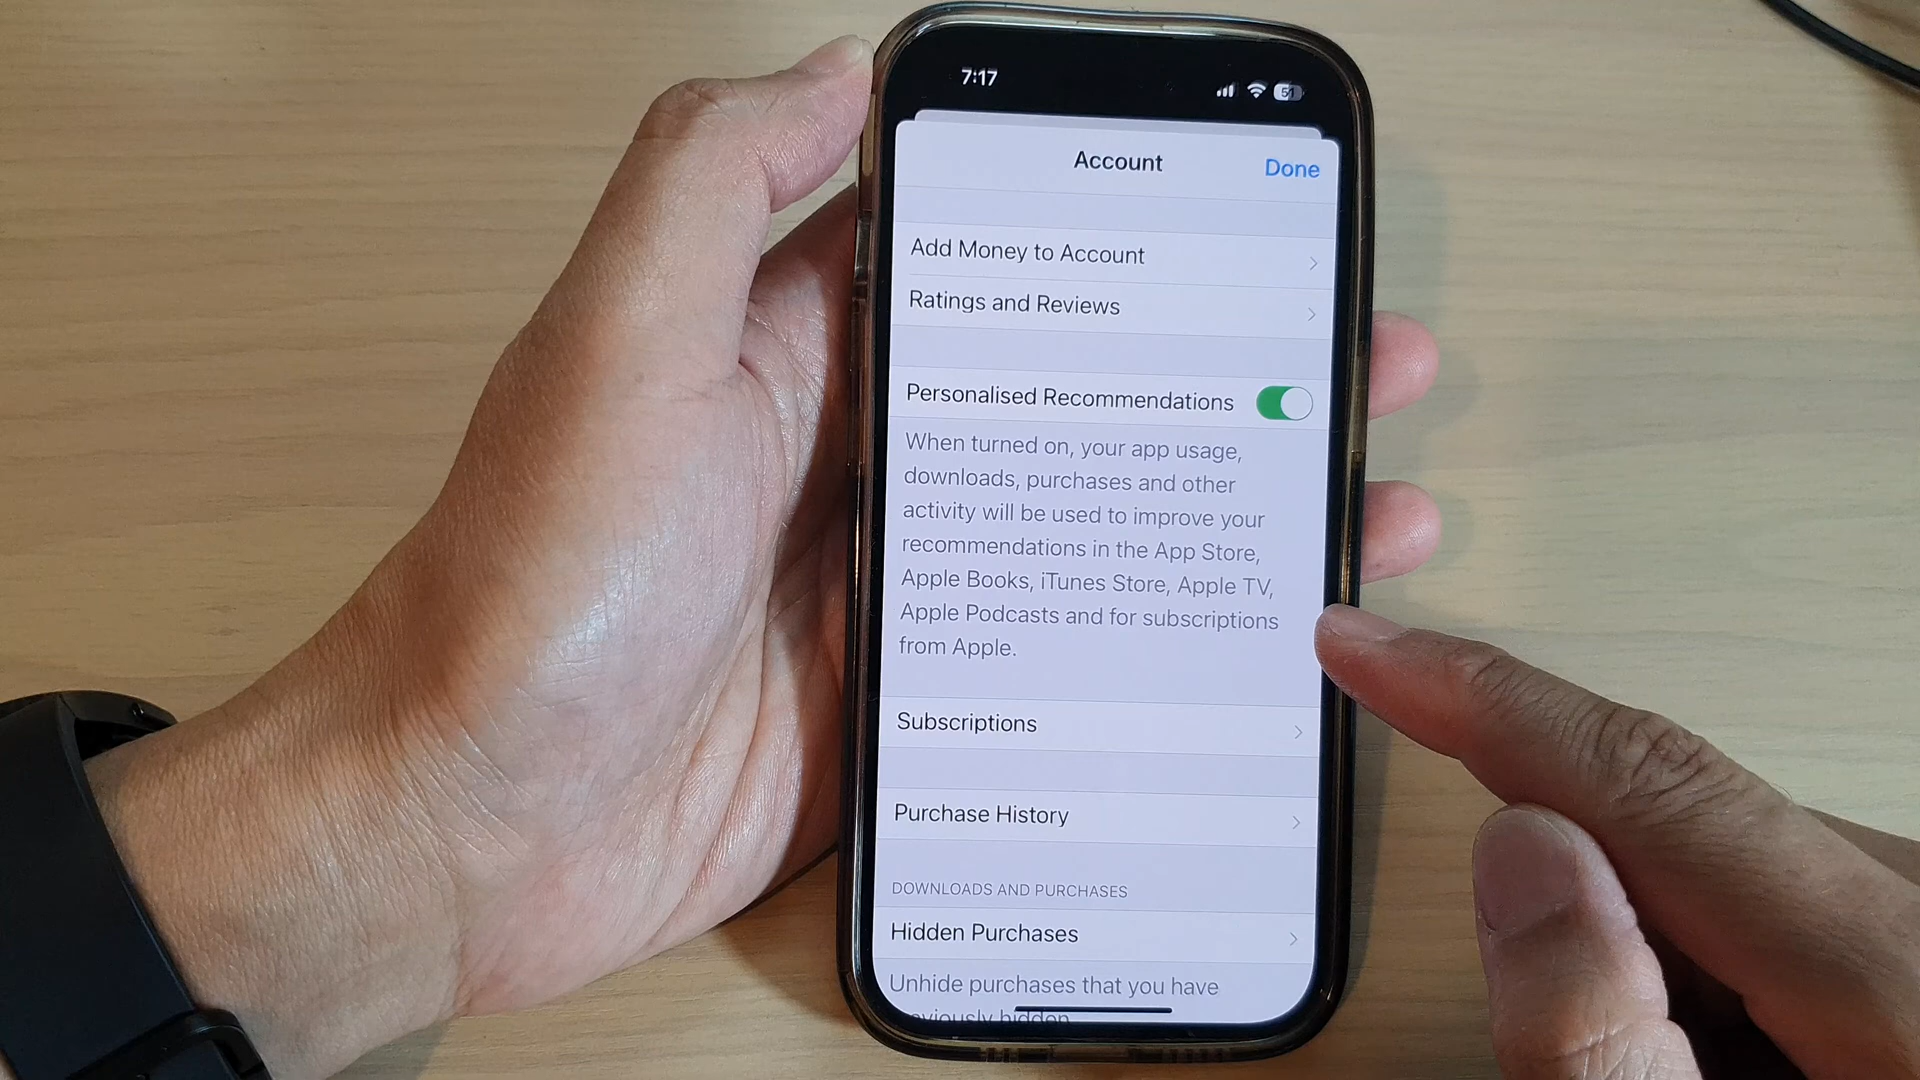 7:17
51
Account
Done
Add Money to Account
Ratings and Reviews
Personalised Recommendations
When turned on, your app usage,
downloads, purchases and other
activity will be used to improve your
recommendations in the App Store,
Apple Books, iTunes Store, Apple TV,
Apple Podcasts and for subscriptions
from Apple.
Subscriptions
Purchase History
DOWNLOADS AND PURCHASES
Hidden Purchases
Unhide purchases that you have
hidden